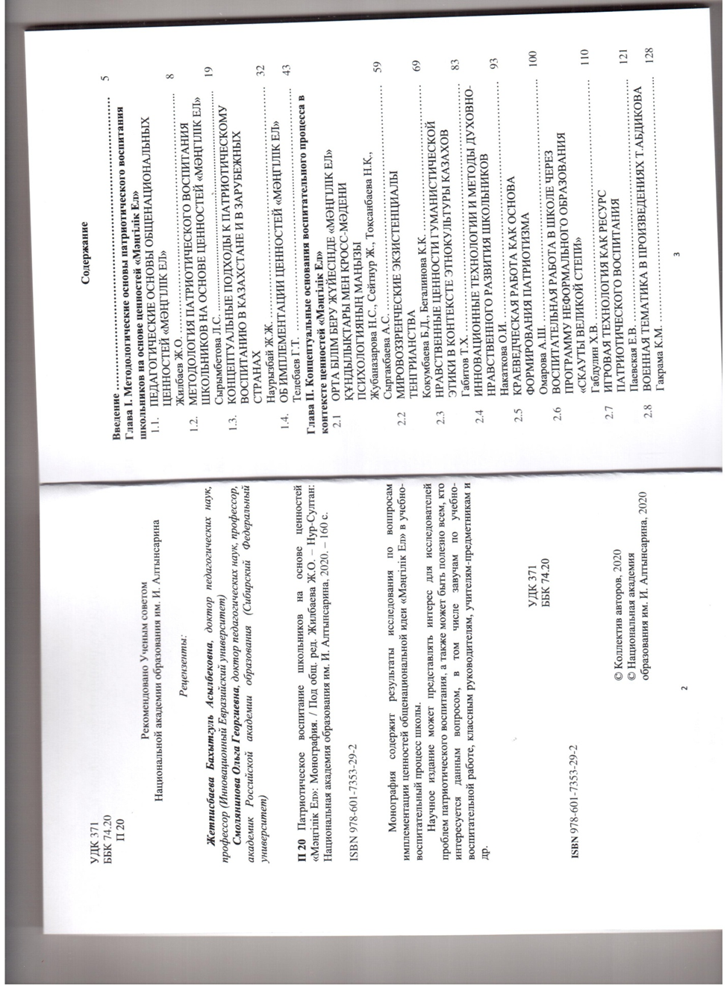 УДК 371
ББК 74.20
П 20
Рекомендовано Ученым советом
Национальной академии образования им. И. Алтынсарина
Рецензенты:
Жетписбаева Бахытгуль Асылбековна, доктор педагогических наук,
профессор (Инновационный Евразийский университет)
Смолянинова Ольга Георгиевна, доктор педагогических наук, профессор,
академик Российской академии образования (Сибирский Федеральный
университет)
П 20 Патриотическое воспитание школьников на основе ценностей
«Мәңгілік Ел»: Монография. / Под общ. ред. Жилбаева Ж.О. – Нур-Султан:
Национальная академия образования им. И. Алтынсарина, 2020. – 160 с.
ISBN 978-601-7353-29-2
Монография содержит результаты исследования по воппросам
имплементации ценностей общенациональной идеи «Мәңгілік Ел» в учебно-
воспитательный процесс школы.
Научное издание может представлять интерес для исследователей
проблем патриотического воспитания, а также может быть полезно всем, кто
интересуется данным вопросом, в том числе завучам по учебно-
воспитательной работе, классным руководителям, учителям-предметникам и
др.
УДК 371
ББК 74.20
ISBN 978-601-7353-29-2
© Коллектив авторов, 2020
© Национальная академия
образования им. И. Алтынсарина, 2020
2
Содержание
Введение ........................ 5
Глава I. Методологические основы патриотического воспитания
школьников на основе ценностей «Мәңгілік Ел»
1.1. ПЕДАГОГИЧЕСКИЕ ОСНОВЫ ОБЩЕНАЦИОНАЛЬНЫХ
ЦЕННОСТЕЙ «МӘҢГІЛІК ЕЛ»
Жилбаев Ж.О. ........................ 8
1.2. МЕТОДОЛОГИЯ ПАТРИОТИЧЕСКОГО ВОСПИТАНИЯ
ШКОЛЬНИКОВ НА ОСНОВЕ ЦЕННОСТЕЙ «МӘҢГІЛІК ЕЛ»
Сырымбетова Л.С. ........................ 19
1.3. КОНЦЕПТУАЛЬНЫЕ ПОДХОДЫ К ПАТРИОТИЧЕСКОМУ
ВОСПИТАНИЮ В КАЗАХСТАНЕ И В ЗАРУБЕЖНЫХ
СТРАНАХ
Наурызбай Ж.Ж. ........................ 32
1.4. ОБ ИМПЛЕМЕНТАЦИИ ЦЕННОСТЕЙ «МӘҢГІЛІК ЕЛ»
Телебаев Г.Т. ........................ 43
Глава II. Концептуальные основания воспитательного процесса в
контексте ценностей «Мәңгілік Ел»
2.1 ОРТА БІЛІМ БЕРУ ЖҮЙЕСІНДЕ «МӘҢГІЛІК ЕЛ»
ҚҰНДЫЛЫҚТАРЫ МЕН КРОСС-МӘДЕНИ
ПСИХОЛОГИЯНЫҢ МАҢЫЗЫ
Жубаназарова Н.С., Сейтнур Ж., Токсанбаева Н.К.,
Сыргакбаева А.С. ........................ 59
2.2 МИРОВОЗЗРЕНЧЕСКИЕ ЭКЗИСТЕНЦИАЛЫ
ТЕНГРИАНСТВА
Кокумбаева Б.Д., Бегалинова К.К. ........................ 69
2.3 НРАВСТВЕННЫЕ ЦЕННОСТИ ГУМАНИСТИЧЕСКОЙ
ЭТИКИ В КОНТЕКСТЕ ЭТНОКУЛЬТУРЫ КАЗАХОВ
Габитов Т.Х. ........................ 83
2.4 ИННОВАЦИОННЫЕ ТЕХНОЛОГИИ И МЕТОДЫ ДУХОВНО-
НРАВСТВЕННОГО РАЗВИТИЯ ШКОЛЬНИКОВ
Накаткова О.И. ........................ 93
2.5 КРАЕВЕДЧЕСКАЯ РАБОТА КАК ОСНОВА
ФОРМИРОВАНИЯ ПАТРИОТИЗМА
Омарова А.Ш. ........................ 100
2.6 ВОСПИТАТЕЛЬНАЯ РАБОТА В ШКОЛЕ ЧЕРЕЗ
ПРОГРАММУ НЕФОРМАЛЬНОГО ОБРАЗОВАНИЯ
«СКАУТЫ ВЕЛИКОЙ СТЕПИ»
Габдулин Х.В. ........................ 110
2.7 ИГРОВАЯ ТЕХНОЛОГИЯ КАК РЕСУРС
ПАТРИОТИЧЕСКОГО ВОСПИТАНИЯ
Паевская Е.В. ........................ 121
2.8 ВОЕННАЯ ТЕМАТИКА В ПРОИЗВЕДЕНИЯХ Т.АБДИКОВА
Гакрама К.М. ........................ 128
3